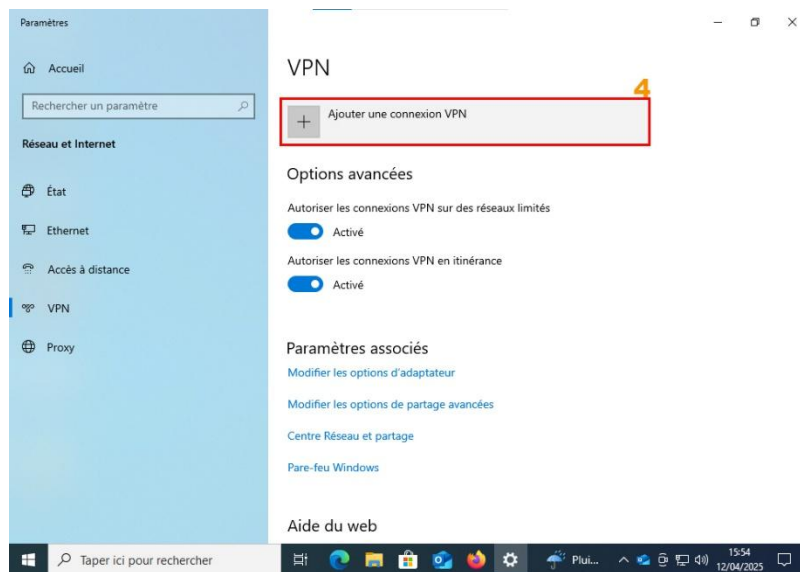 Paramètres
Accueil
Rechercher un paramètre
Réseau et Internet
État
Ethernet
Accès à distance
VPN
Proxy
VPN
4
Ajouter une connexion VPN
Options avancées
Autoriser les connexions VPN sur des réseaux limités
Activé
Autoriser les connexions VPN en itinérance
Activé
Paramètres associés
Modifier les options d'adaptateur
Modifier les options de partage avancées
Centre Réseau et partage
Pare-feu Windows
Aide du web
Taper ici pour rechercher
Plui...
15:54
12/04/2025